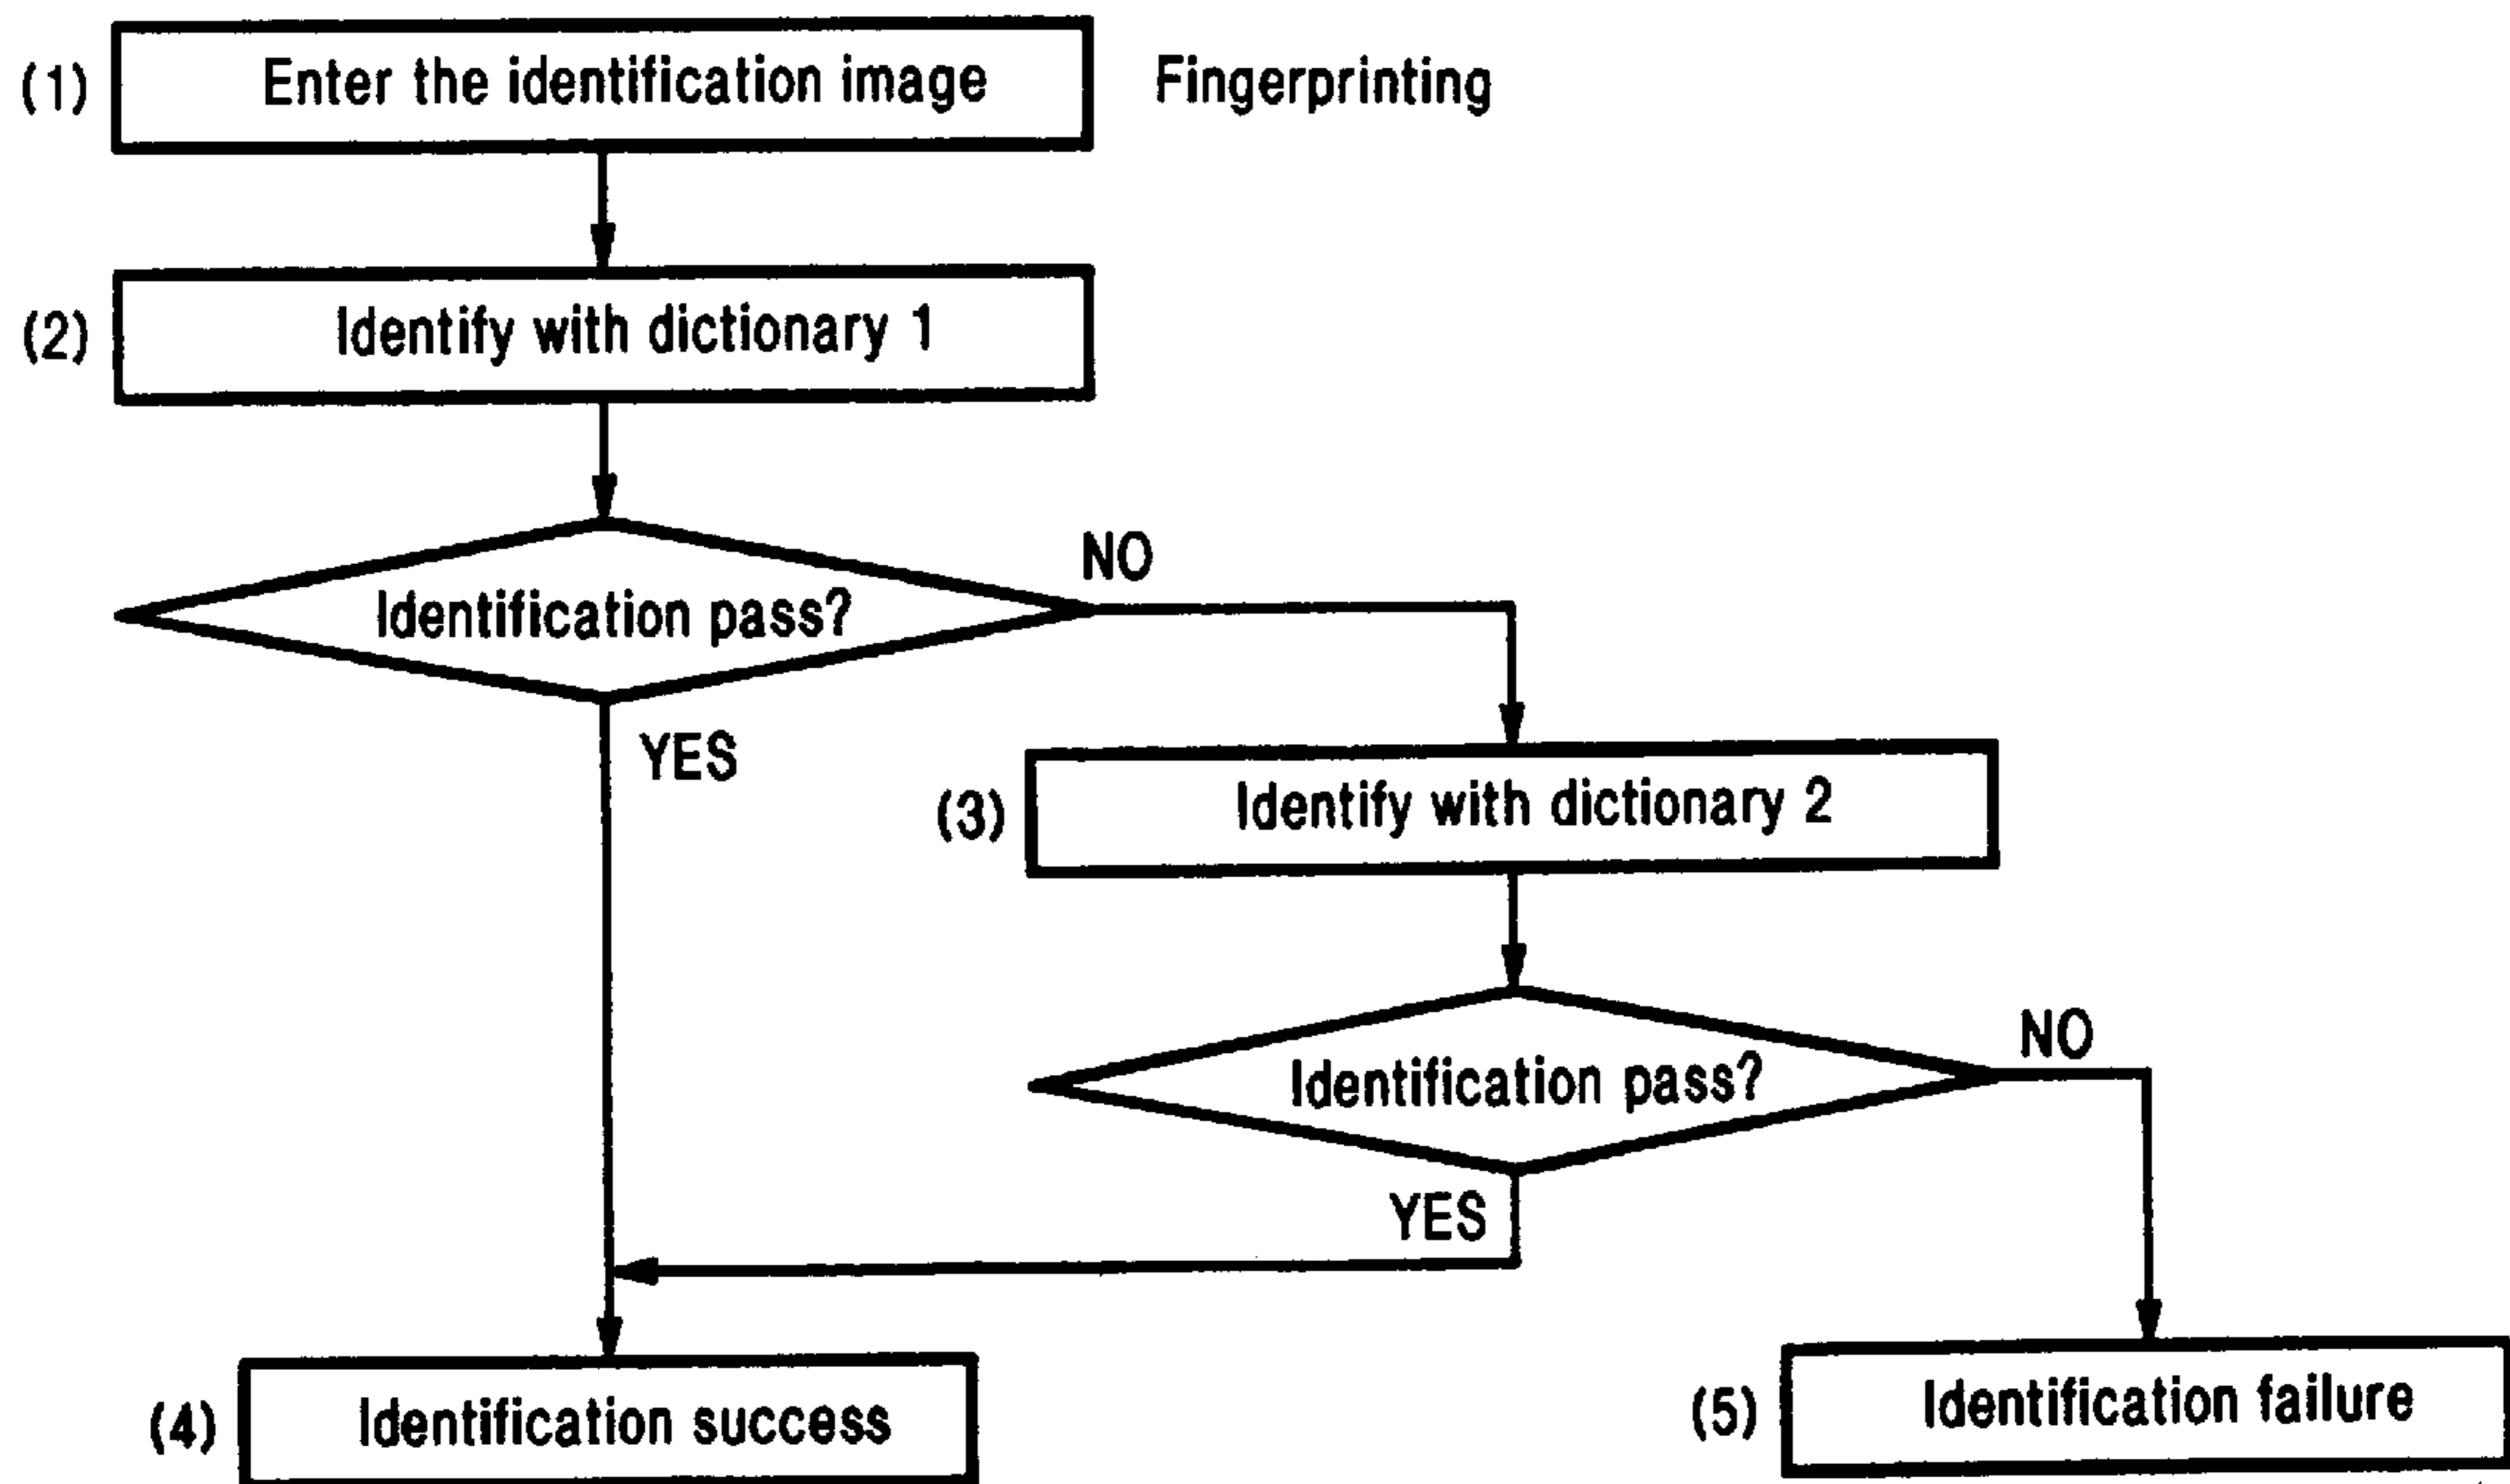 (1) Enter the identification image Fingerprinting
(2) Identify with dictionary 1
Identification pass?
NO
YES
(3) Identify with dictionary 2
Identification pass?
NO
YES
(4) Identification success
(5) Identification failure